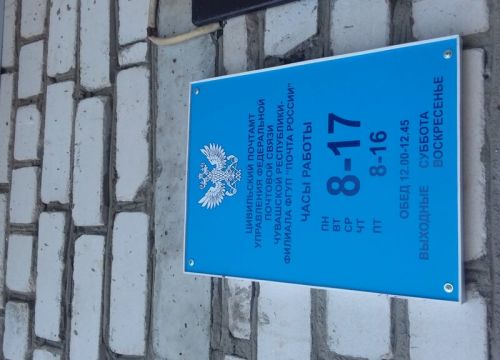 ЦИВИЛЬСКИЙ ПОЧТАМТ
УПРАВЛЕНИЯ ФЕДЕРАЛЬНОЙ
ПОЧТОВОЙ СВЯЗИ
ЧУВАШСКОЙ РЕСПУБЛИКИ-
ФИЛИАЛА ФГУП "ПОЧТА РОССИИ"
ЧАСЫ РАБОТЫ
ПН
ВТ
СР
ЧТ
8-17
ПТ 8-16
ОБЕД 12.00-12.45
ВЫХОДНЫЕ СУББОТА
ВОСКРЕСЕНЬЕ